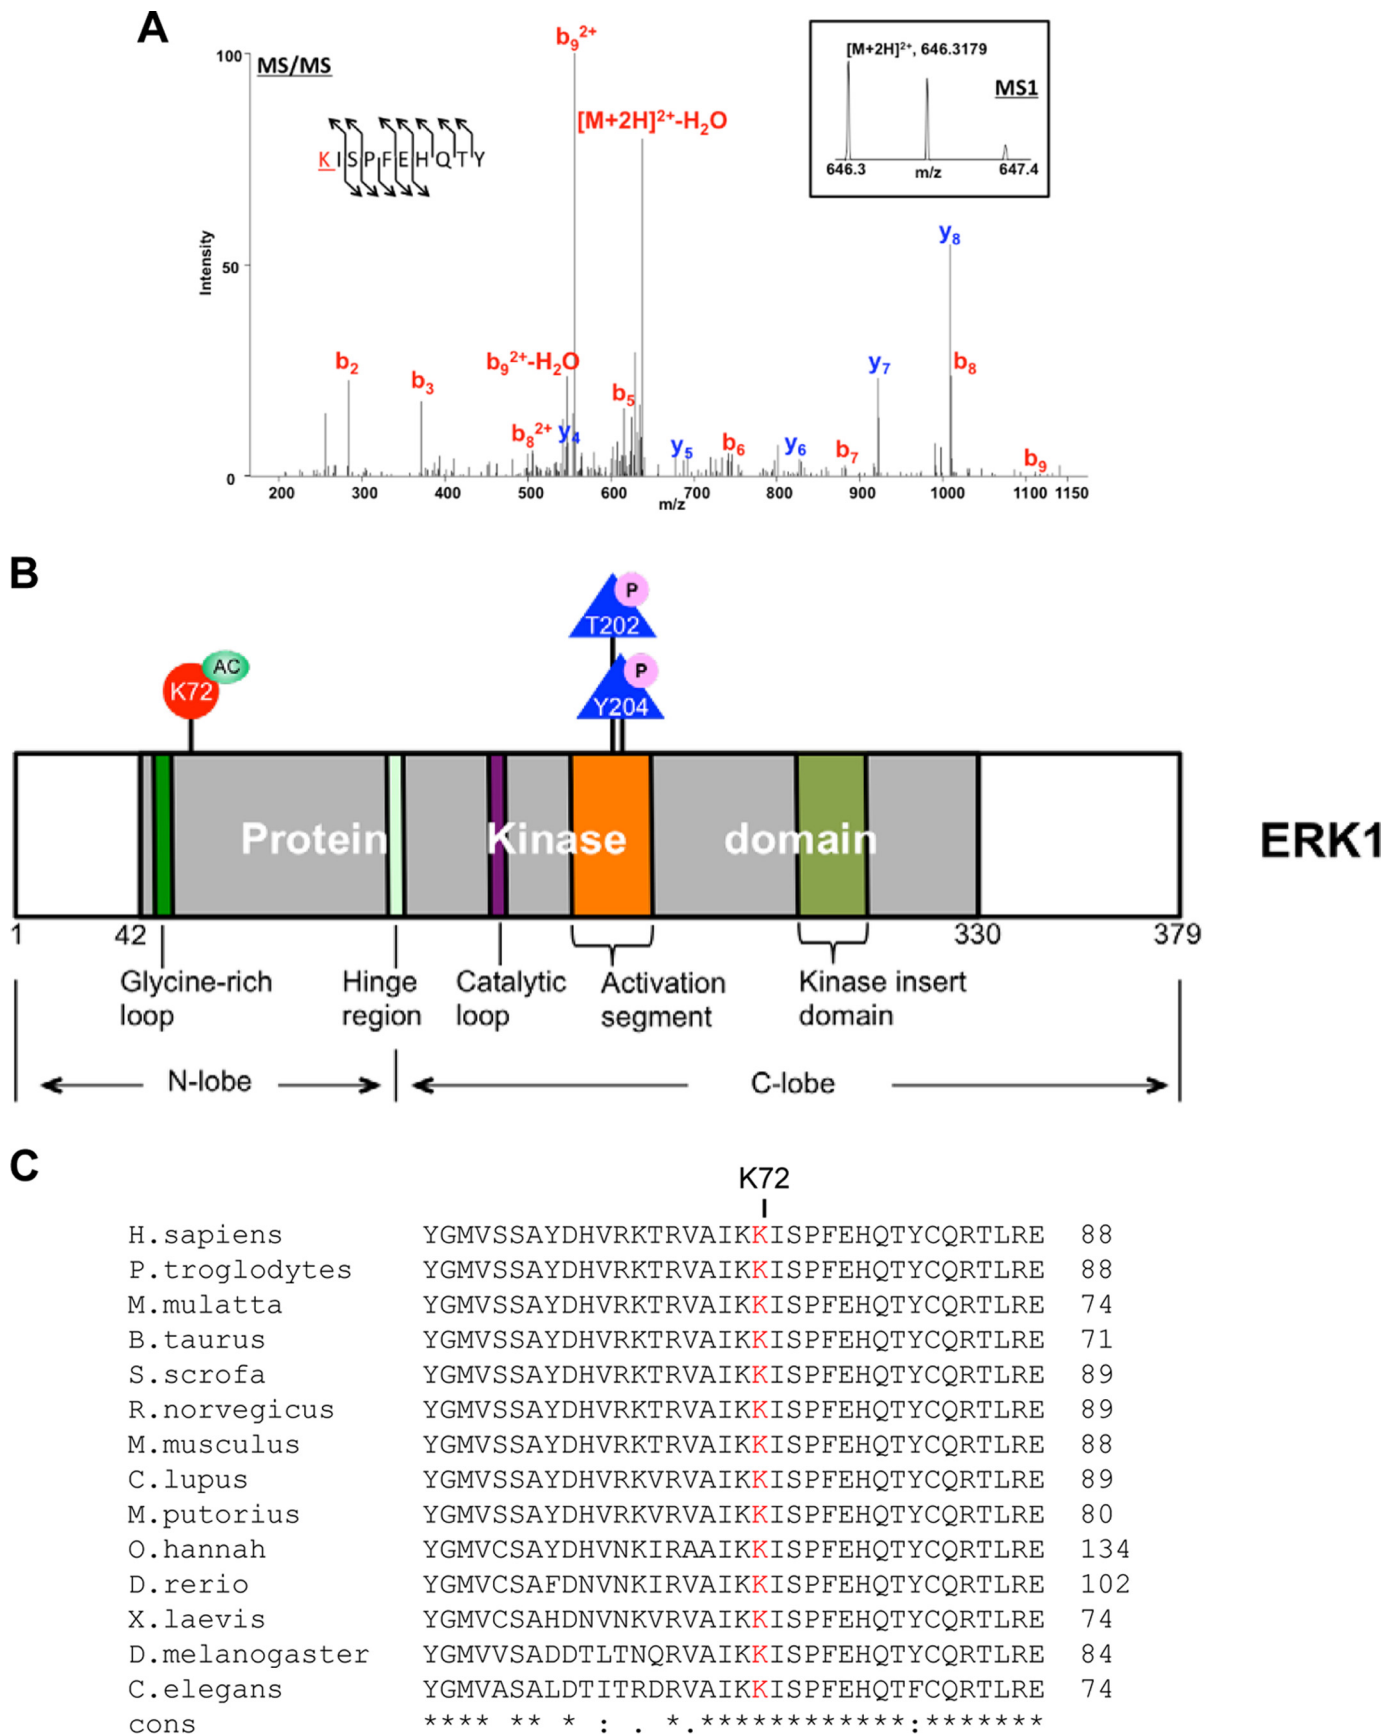 A
MS/MS
KISPFEHQTY
Intensity
100
50
0
b2
b3
b9 2+-H2O
b8 2+
y4
b9 2+
[M+2H]2+-H2O
b5
y5
b6
y6
b7
y7
y8
b8
b9
200 300 400 500 600 700 800 900 1000 1100 1150
m/z
[M+2H]2+, 646.3179
MS1
646.3 m/z 647.4
B
K72 AC
T202 P
Y204 P
Protein Kinase domain
ERK1
1 42 330 379
Glycine-rich loop
Hinge region
Catalytic loop
Activation segment
Kinase insert domain
N-lobe C-lobe
C
K72
H.sapiens YGMVSSAYDHVRKTRVAIKKISPFEHQTYCQRTLRE 88
P.troglodytes YGMVSSAYDHVRKTRVAIKKISPFEHQTYCQRTLRE 88
M.mulatta YGMVSSAYDHVRKTRVAIKKISPFEHQTYCQRTLRE 74
B.taurus YGMVSSAYDHVRKTRVAIKKISPFEHQTYCQRTLRE 71
S.scrofa YGMVSSAYDHVRKTRVAIKKISPFEHQTYCQRTLRE 89
R.norvegicus YGMVSSAYDHVRKTRVAIKKISPFEHQTYCQRTLRE 89
M.musculus YGMVSSAYDHVRKTRVAIKKISPFEHQTYCQRTLRE 88
C.lupus YGMVSSAYDHVRKVRVAIKKISPFEHQTYCQRTLRE 89
M.putorius YGMVSSAYDHVRKVRVAIKKISPFEHQTYCQRTLRE 80
O.hannah YGMVCSAYDHVNKIRAAIKKISPFEHQTYCQRTLRE 134
D.rerio YGMVCSAFDNVNKIRVAIKKISPFEHQTYCQRTLRE 102
X.laevis YGMVCSAHDNVNKVRVAIKKISPFEHQTYCQRTLRE 74
D.melanogaster YGMVVSADDTLTNQRVAIKKISPFEHQTYCQRTLRE 84
C.elegans YGMVASALDTITRDRVAIKKISPFEHQTFCQRTLRE 74
cons **** ** * : . *.************:*******